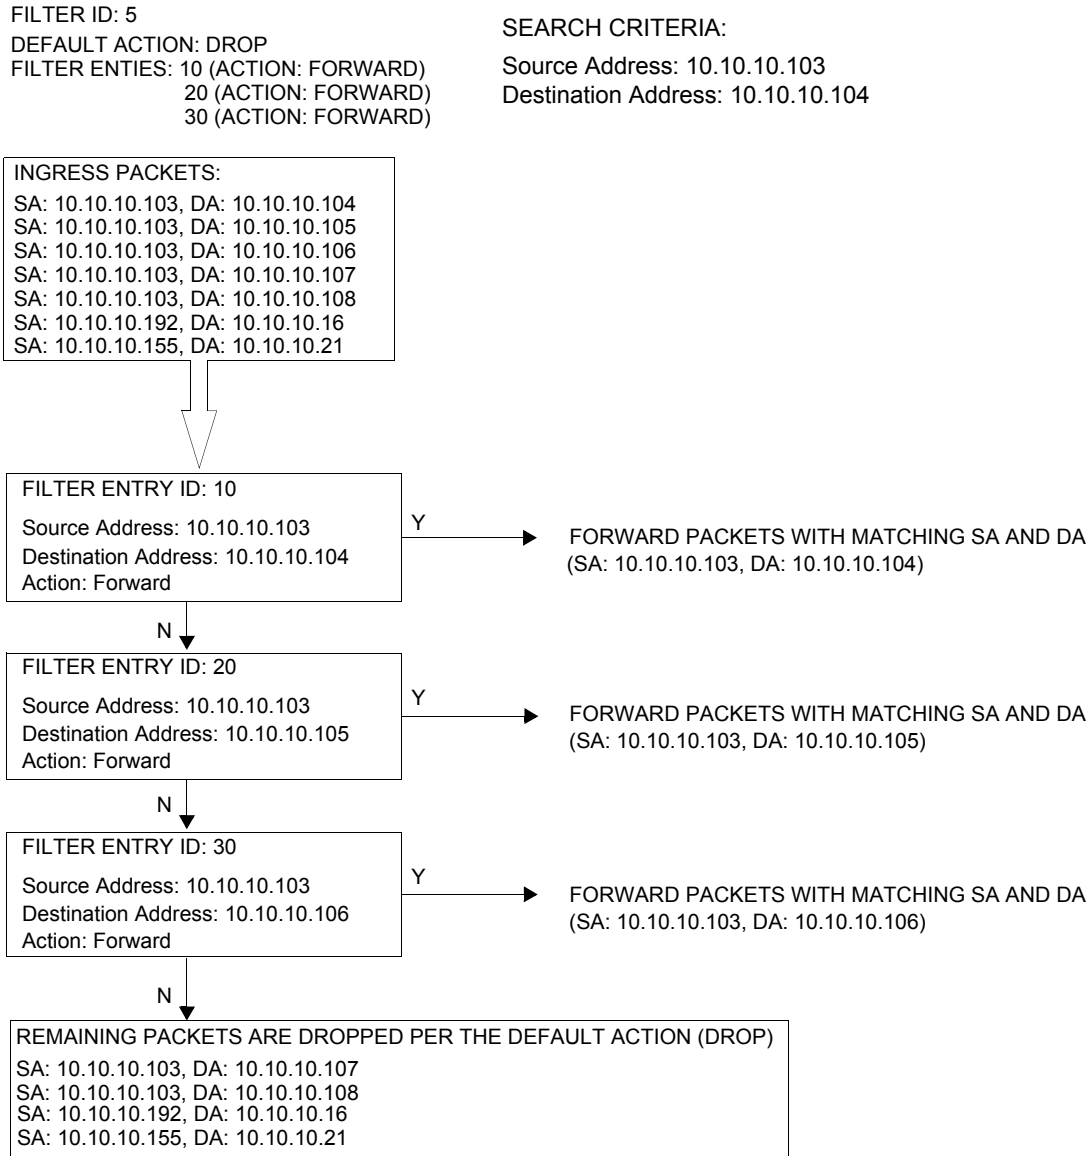 FILTER ID: 5
DEFAULT ACTION: DROP
FILTER ENTIES: 10 (ACTION: FORWARD)
20 (ACTION: FORWARD)
30 (ACTION: FORWARD)
SEARCH CRITERIA:
Source Address: 10.10.10.103
Destination Address: 10.10.10.104
INGRESS PACKETS:
SA: 10.10.10.103, DA: 10.10.10.104
SA: 10.10.10.103, DA: 10.10.10.105
SA: 10.10.10.103, DA: 10.10.10.106
SA: 10.10.10.103, DA: 10.10.10.107
SA: 10.10.10.103, DA: 10.10.10.108
SA: 10.10.10.192, DA: 10.10.10.16
SA: 10.10.10.155, DA: 10.10.10.21
FILTER ENTRY ID: 10
Source Address: 10.10.10.103
Destination Address: 10.10.10.104
Action: Forward
Y
FORWARD PACKETS WITH MATCHING SA AND DA
(SA: 10.10.10.103, DA: 10.10.10.104)
N
FILTER ENTRY ID: 20
Source Address: 10.10.10.103
Destination Address: 10.10.10.105
Action: Forward
Y
FORWARD PACKETS WITH MATCHING SA AND DA
(SA: 10.10.10.103, DA: 10.10.10.105)
N
FILTER ENTRY ID: 30
Source Address: 10.10.10.103
Destination Address: 10.10.10.106
Action: Forward
Y
FORWARD PACKETS WITH MATCHING SA AND DA
(SA: 10.10.10.103, DA: 10.10.10.106)
N
REMAINING PACKETS ARE DROPPED PER THE DEFAULT ACTION (DROP)
SA: 10.10.10.103, DA: 10.10.10.107
SA: 10.10.10.103, DA: 10.10.10.108
SA: 10.10.10.192, DA: 10.10.10.16
SA: 10.10.10.155, DA: 10.10.10.21